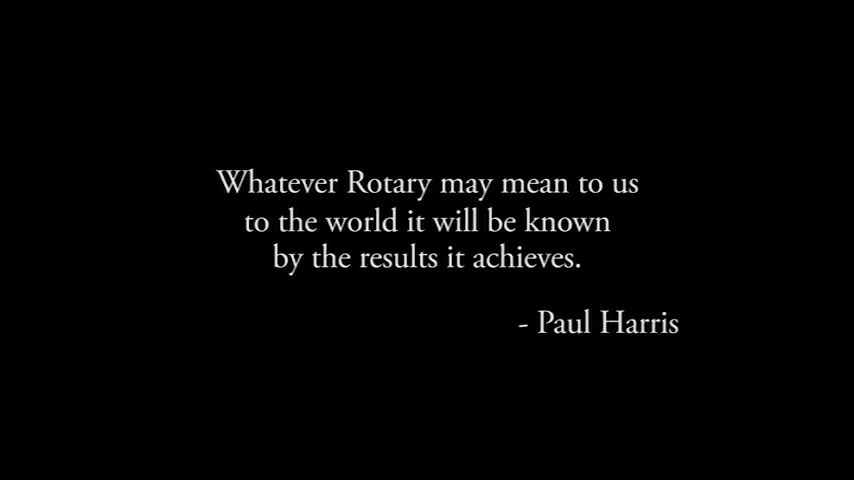 Whatever Rotary may mean to us
to the world it will be known
by the results it achieves.
- Paul Harris